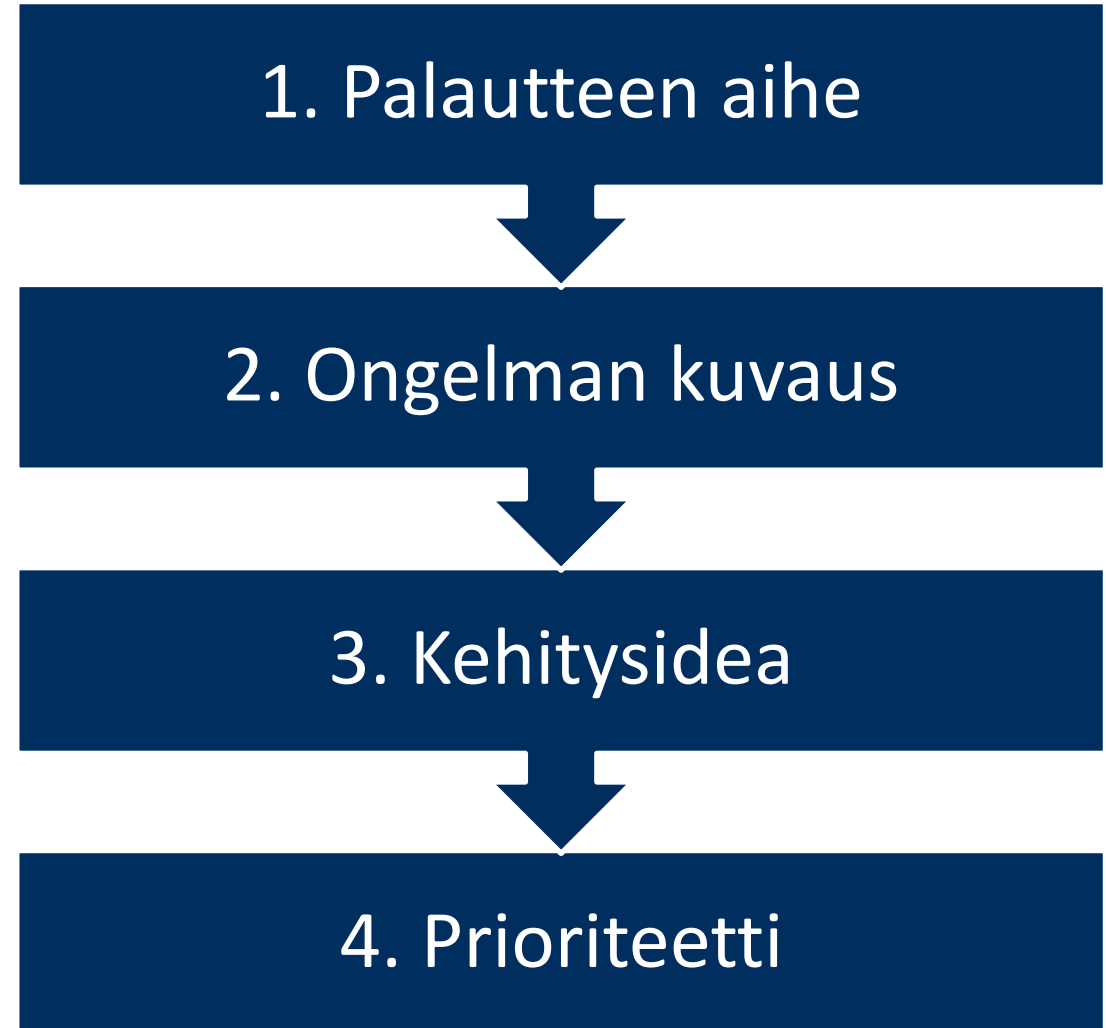 1. Palautteen aihe
2. Ongelman kuvaus
3. Kehitysidea
4. Prioriteetti